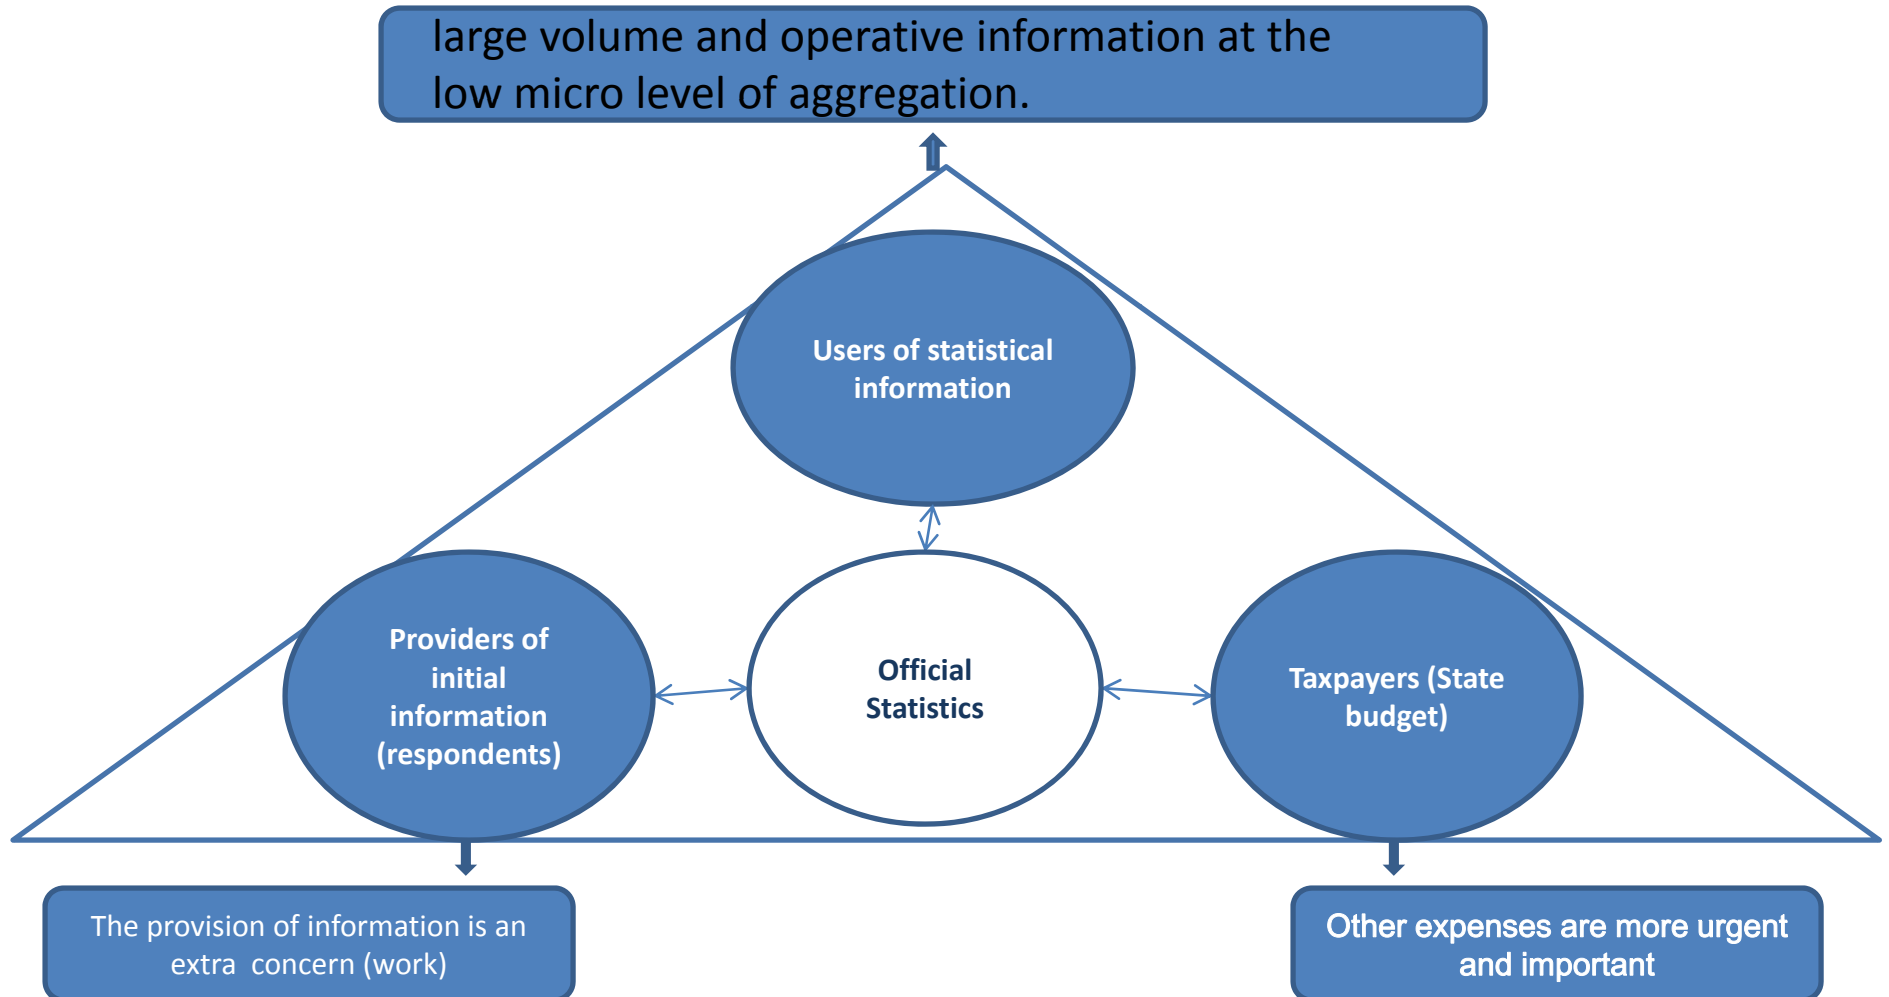 large volume and operative information at the
low micro level of aggregation.
Users of statistical
information
Providers of
initial
information
(respondents)
Official
Statistics
Taxpayers (State
budget)
The provision of information is an
extra concern (work)
Other expenses are more urgent
and important